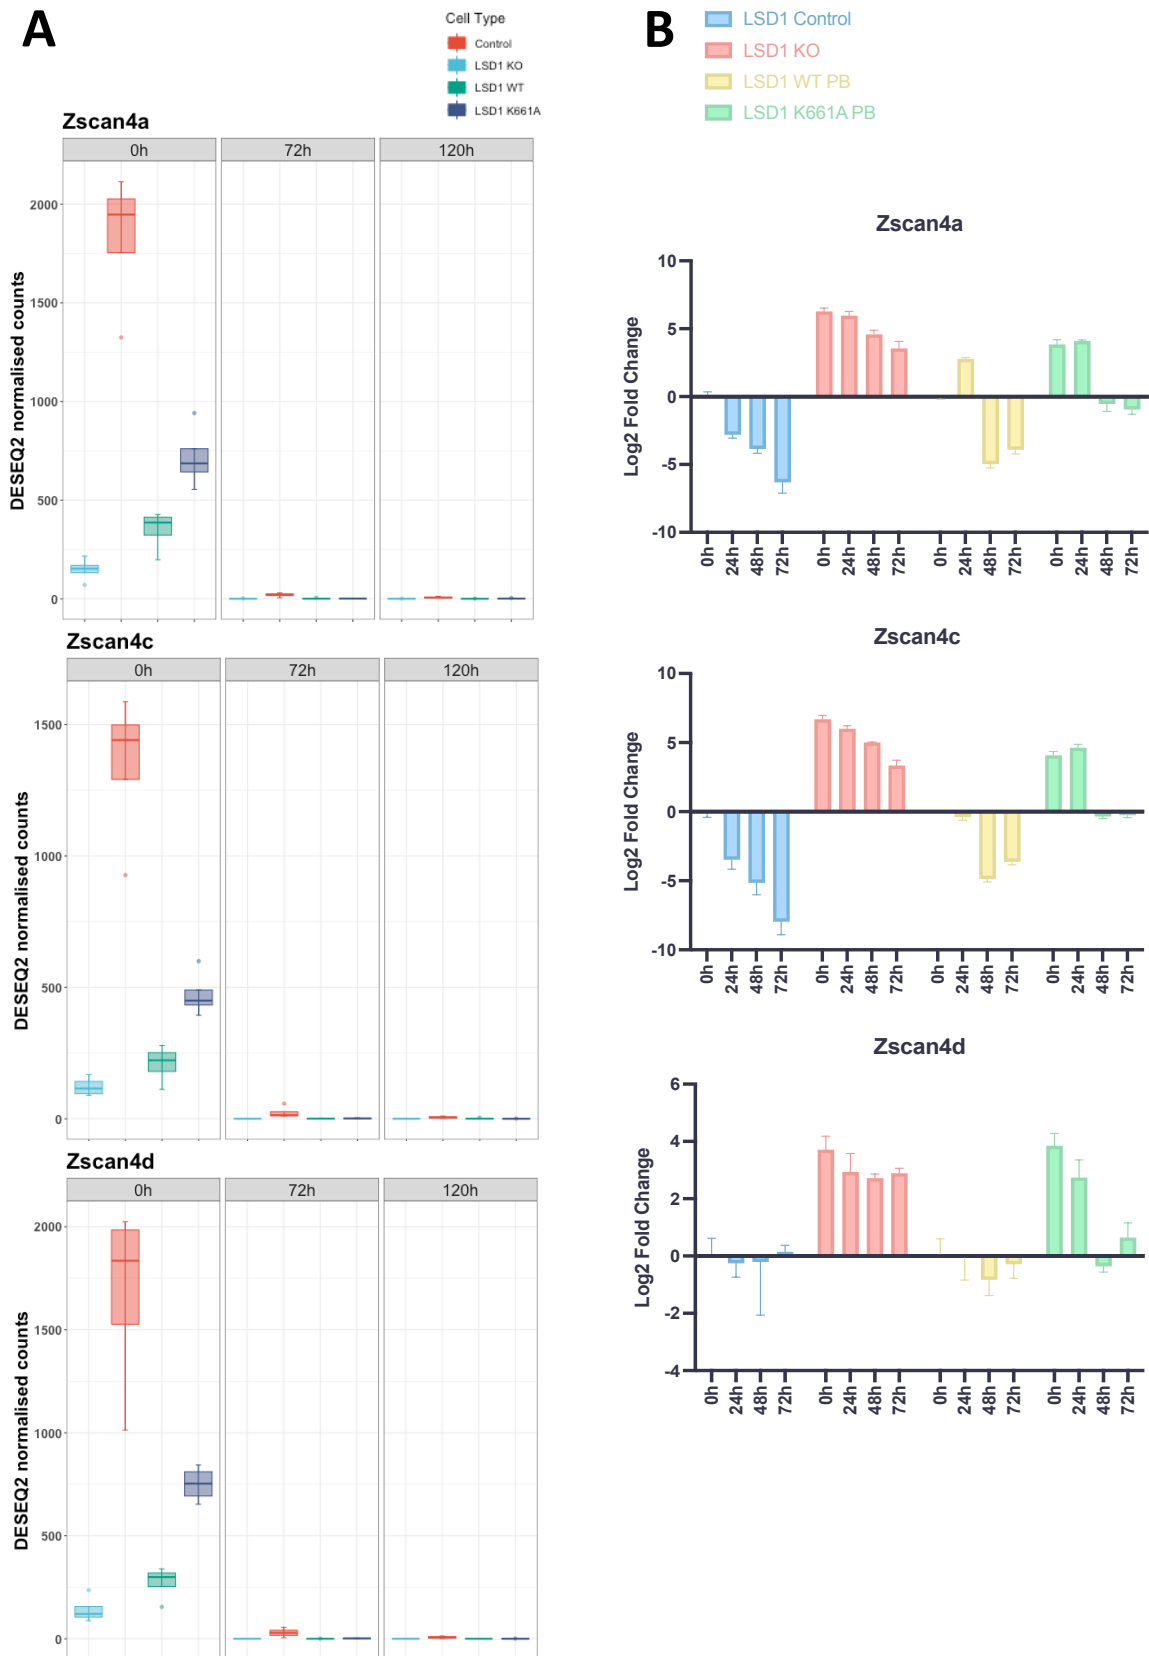 A
Cell Type
Control
LSD1 KO
LSD1 WT
LSD1 K661A
Zscan4a
0h 72h 120h
DESEQ2 normalised counts
2000
1500
1000
500
0
Zscan4c
0h 72h 120h
DESEQ2 normalised counts
1500
1000
500
0
Zscan4d
0h 72h 120h
DESEQ2 normalised counts
2000
1500
1000
500
0
B
LSD1 Control
LSD1 KO
LSD1 WT PB
LSD1 K661A PB
Zscan4a
Log2 Fold Change
10
5
0
-5
-10
0h 24h 48h 72h 0h 24h 48h 72h 0h 24h 48h 72h 0h 24h 48h 72h
Zscan4c
Log2 Fold Change
10
5
0
-5
-10
0h 24h 48h 72h 0h 24h 48h 72h 0h 24h 48h 72h 0h 24h 48h 72h
Zscan4d
Log2 Fold Change
6
4
2
0
-2
-4
0h 24h 48h 72h 0h 24h 48h 72h 0h 24h 48h 72h 0h 24h 48h 72h